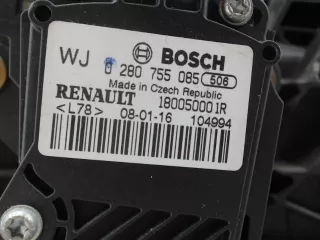 WJ BOSCH
0 280 755 085 506
Made in Czech Republic
RENAULT 180050001R
<L78> 08-01-16 104994